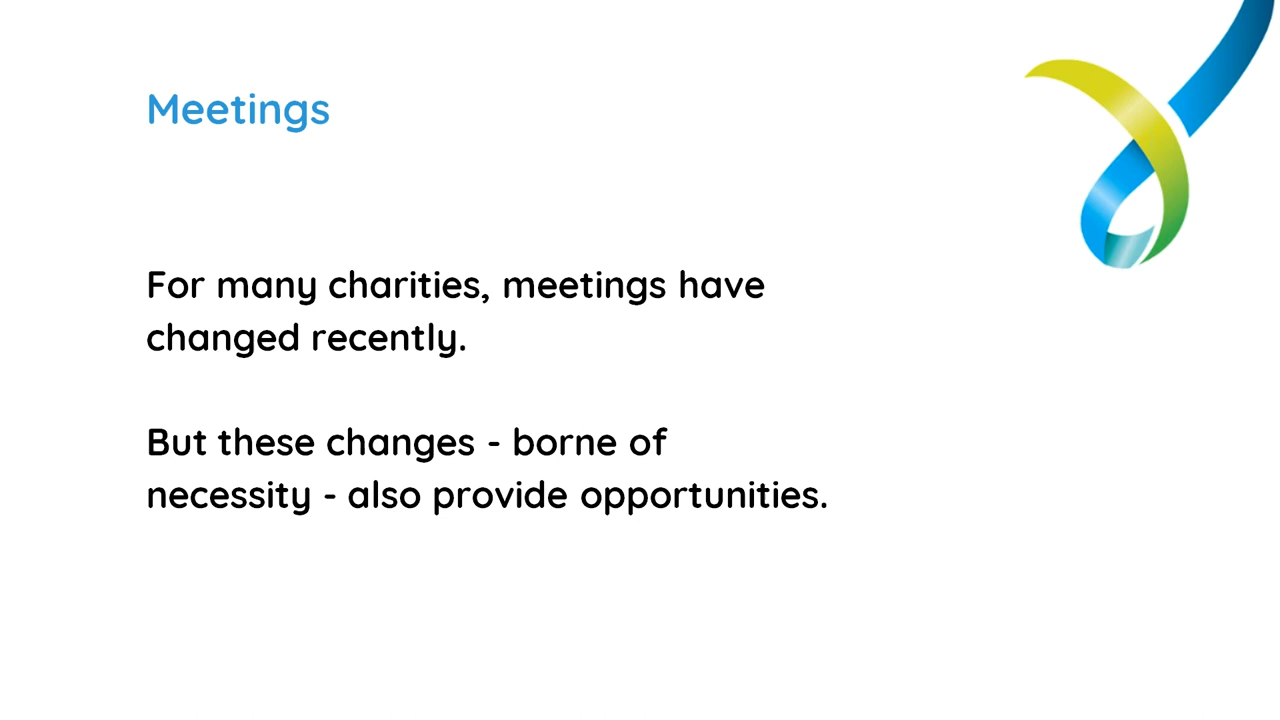 Meetings
For many charities, meetings have
changed recently.
But these changes - borne of
necessity - also provide opportunities.